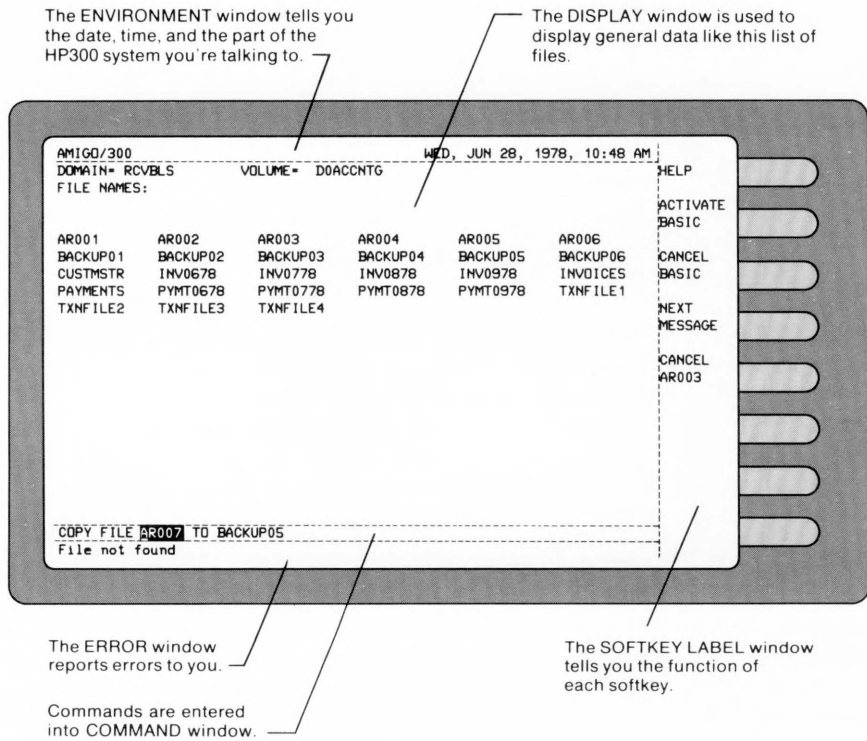 The ENVIRONMENT window tells you
the date, time, and the part of the
HP300 system you're talking to.
The DISPLAY window is used to
display general data like this list of
files.
AMIGO/300 WED, JUN 28, 1978, 10:48 AM
DOMAIN= RCVBLS VOLUME= DOACCNTG
FILE NAMES:
AR001 AR002 AR003 AR004 AR005 AR006
BACKUP01 BACKUP02 BACKUP03 BACKUP04 BACKUP05 BACKUP06
CUSTMSTR INV0678 INV0778 INV0878 INV0978 INVOICES
PAYMENTS PYMT0678 PYMT0778 PYMT0878 PYMT0978 TXNFILE1
TXNFILE2 TXNFILE3 TXNFILE4
HELP
ACTIVATE
BASIC
CANCEL
BASIC
NEXT
MESSAGE
CANCEL
AR003
COPY FILE AR007 TO BACKUP05
File not found
The ERROR window
reports errors to you.
Commands are entered
into COMMAND window.
The SOFTKEY LABEL window
tells you the function of
each softkey.